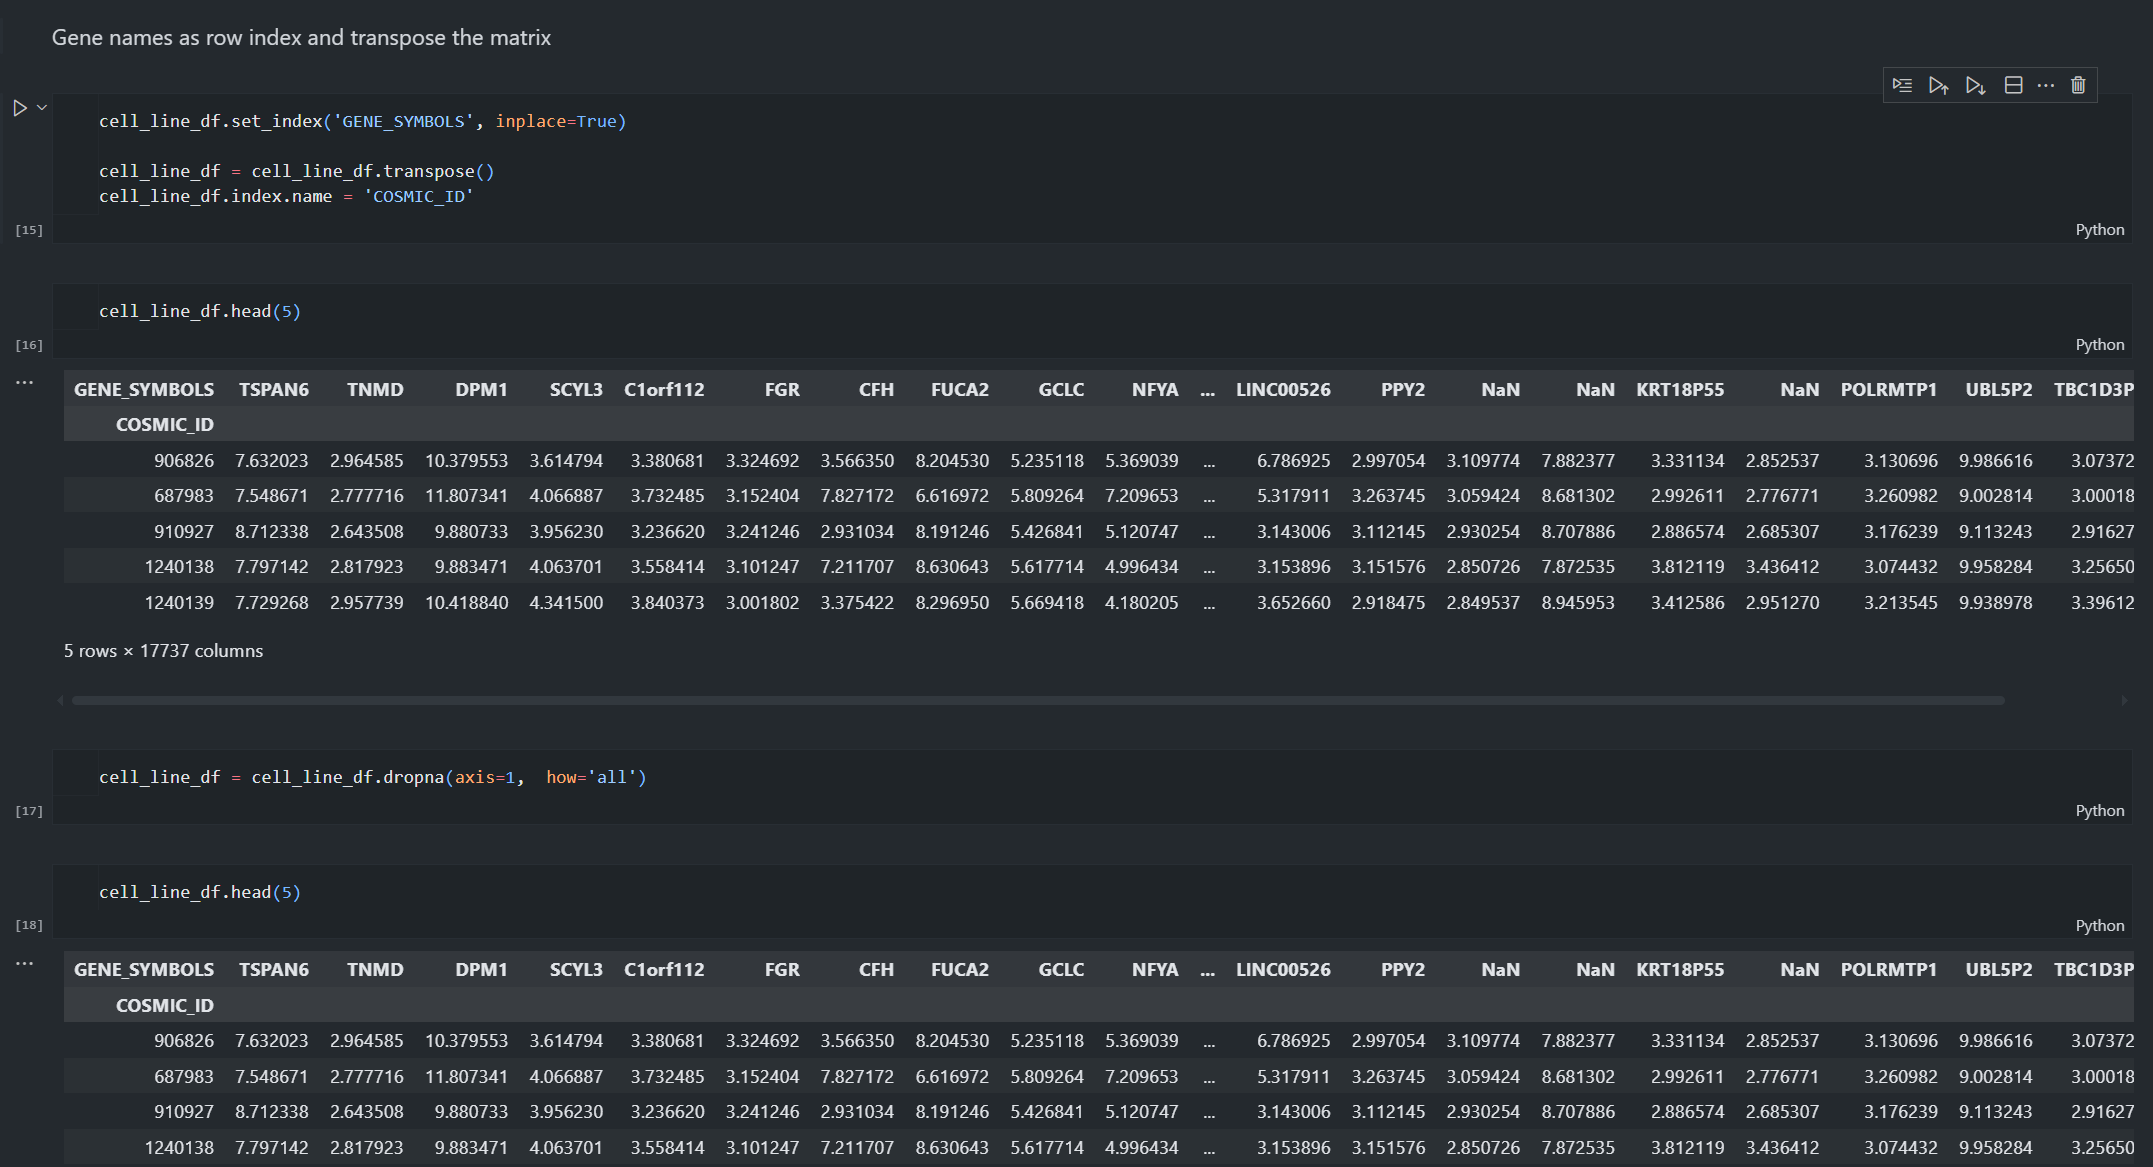 Gene names as row index and transpose the matrix
cell_line_df.set_index('GENE_SYMBOLS', inplace=True)
cell_line_df = cell_line_df.transpose()
cell_line_df.index.name = 'COSMIC_ID'
[15]
Python
cell_line_df.head(5)
[16]
Python
...
GENE_SYMBOLS TSPAN6 TNMD DPM1 SCYL3 C1orf112 FGR CFH FUCA2 GCLC NFYA ... LINC00526 PPY2 NaN NaN KRT18P55 NaN POLRMTP1 UBL5P2 TBC1D3P
COSMIC_ID
906826 7.632023 2.964585 10.379553 3.614794 3.380681 3.324692 3.566350 8.204530 5.235118 5.369039 ... 6.786925 2.997054 3.109774 7.882377 3.331134 2.852537 3.130696 9.986616 3.07372
687983 7.548671 2.777716 11.807341 4.066887 3.732485 3.152404 7.827172 6.616972 5.809264 7.209653 ... 5.317911 3.263745 3.059424 8.681302 2.992611 2.776771 3.260982 9.002814 3.00018
910927 8.712338 2.643508 9.880733 3.956230 3.236620 3.241246 2.931034 8.191246 5.426841 5.120747 ... 3.143006 3.112145 2.930254 8.707886 2.886574 2.685307 3.176239 9.113243 2.91627
1240138 7.797142 2.817923 9.883471 4.063701 3.558414 3.101247 7.211707 8.630643 5.617714 4.996434 ... 3.153896 3.151576 2.850726 7.872535 3.812119 3.436412 3.074432 9.958284 3.25650
1240139 7.729268 2.957739 10.418840 4.341500 3.840373 3.001802 3.375422 8.296950 5.669418 4.180205 ... 3.652660 2.918475 2.849537 8.945953 3.412586 2.951270 3.213545 9.938978 3.39612
5 rows × 17737 columns
cell_line_df = cell_line_df.dropna(axis=1,  how='all')
[17]
Python
cell_line_df.head(5)
[18]
Python
...
GENE_SYMBOLS TSPAN6 TNMD DPM1 SCYL3 C1orf112 FGR CFH FUCA2 GCLC NFYA ... LINC00526 PPY2 NaN NaN KRT18P55 NaN POLRMTP1 UBL5P2 TBC1D3P
COSMIC_ID
906826 7.632023 2.964585 10.379553 3.614794 3.380681 3.324692 3.566350 8.204530 5.235118 5.369039 ... 6.786925 2.997054 3.109774 7.882377 3.331134 2.852537 3.130696 9.986616 3.07372
687983 7.548671 2.777716 11.807341 4.066887 3.732485 3.152404 7.827172 6.616972 5.809264 7.209653 ... 5.317911 3.263745 3.059424 8.681302 2.992611 2.776771 3.260982 9.002814 3.00018
910927 8.712338 2.643508 9.880733 3.956230 3.236620 3.241246 2.931034 8.191246 5.426841 5.120747 ... 3.143006 3.112145 2.930254 8.707886 2.886574 2.685307 3.176239 9.113243 2.91627
1240138 7.797142 2.817923 9.883471 4.063701 3.558414 3.101247 7.211707 8.630643 5.617714 4.996434 ... 3.153896 3.151576 2.850726 7.872535 3.812119 3.436412 3.074432 9.958284 3.25650